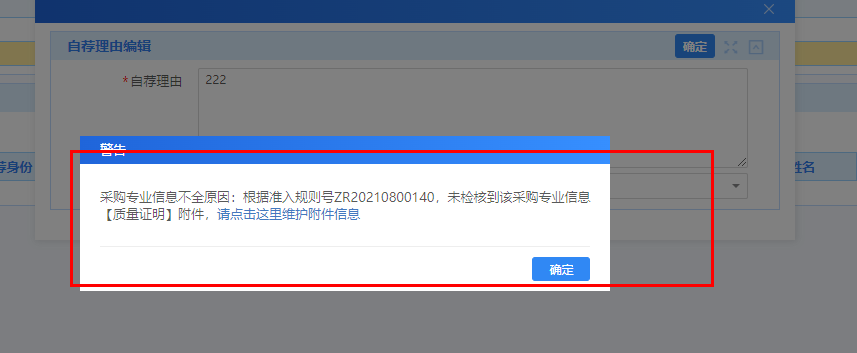 自荐理由编辑
确定
*自荐理由
222
警告
荐身份
姓名
采购专业信息不全原因：根据准入规则号ZR20210800140，未检核到该采购专业信息
【质量证明】附件，请点击这里维护附件信息
确定